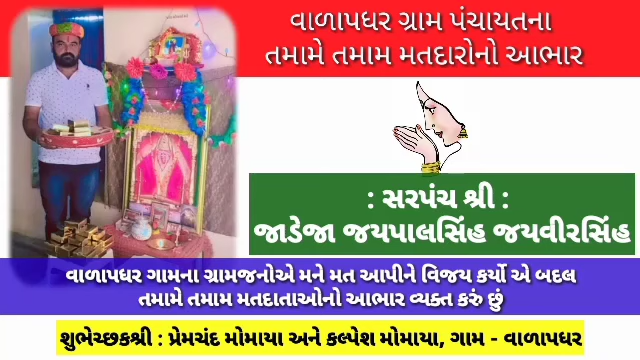 વાળાપધર ગ્રામ પંચાયતના
તમામે તમામ મતદારોનો આભાર
: સરપંચ શ્રી :
જાડેજા જયપાલસિંહ જયવીરસિંહ
વાળાપધર ગામના ગ્રામજનોએ મને મત આપીને વિજય કર્યો એ બદલ
તમામે તમામ મતદાતાઓનો આભાર વ્યક્ત કરું છું
શુભેચ્છકશ્રી : પ્રેમચંદ મોમાયા અને કલ્પેશ મોમાયા, ગામ - વાળાપધર